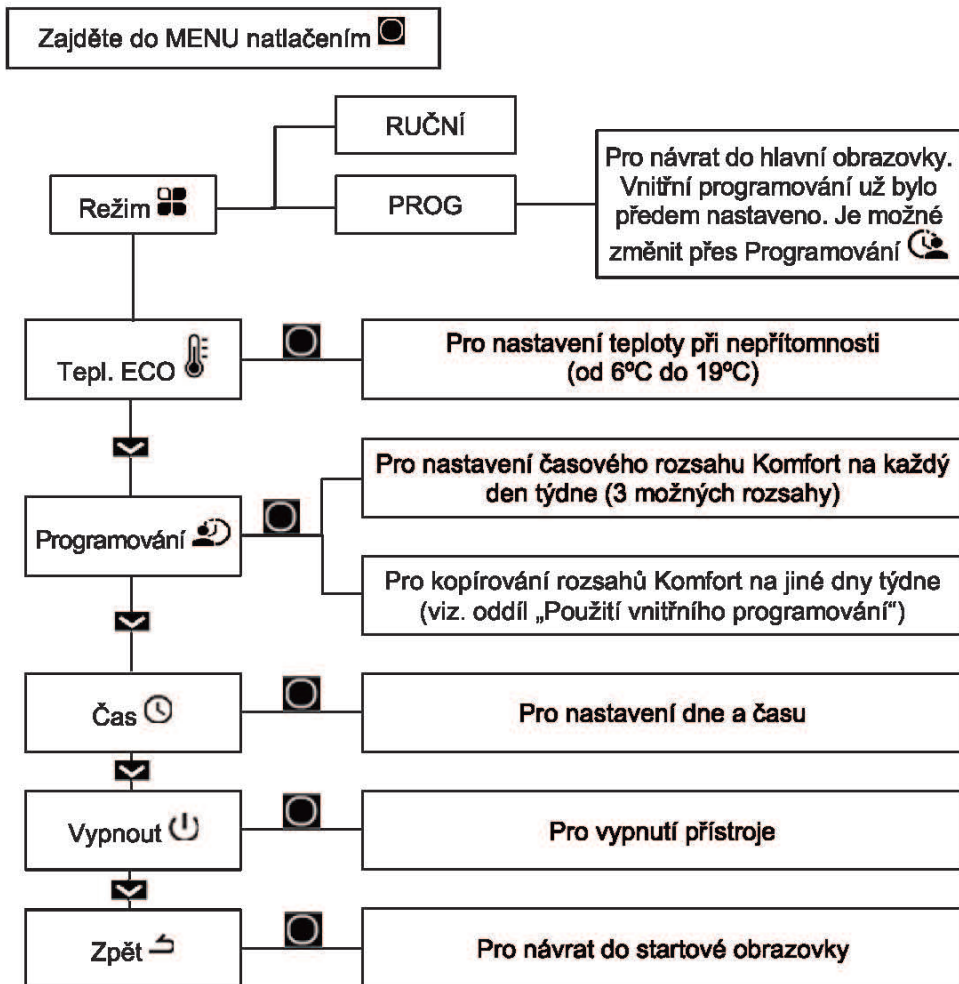 Zajděte do MENU natlačením
RUČNÍ
Režim
PROG
Pro návrat do hlavní obrazovky.
Vnitřní programování už bylo
předem nastaveno. Je možné
změnit přes Programování
Tepl. ECO
Pro nastavení teploty při nepřítomnosti
(od 6ºC do 19ºC)
Programování
Pro nastavení časového rozsahu Komfort na každý
den týdne (3 možných rozsahy)
Pro kopírování rozsahů Komfort na jiné dny týdne
(viz. oddíl „Použití vnitřního programování“)
Čas
Pro nastavení dne a času
Vypnout
Pro vypnutí přístroje
Zpět
Pro návrat do startové obrazovky